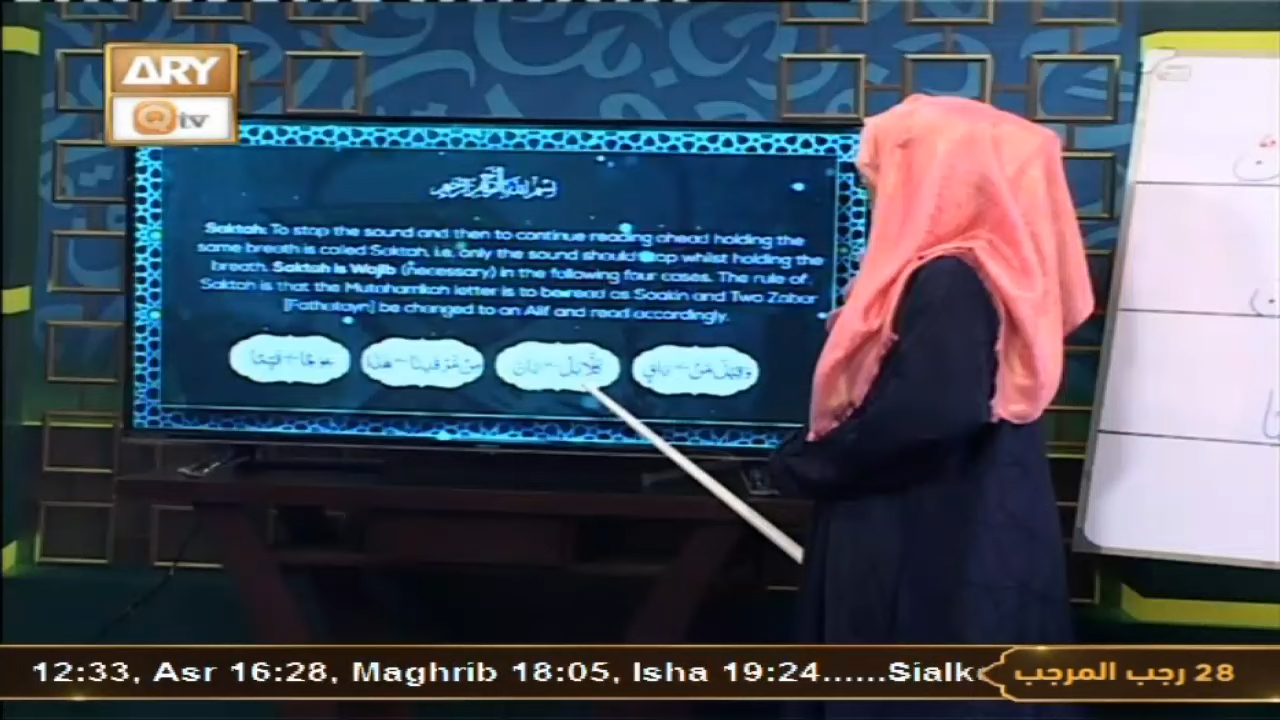 ARY
Qtv
Saktah: To stop the sound and then to continue reading ahead holding the
same breath is called Saktah, i.e. only the sound should stop whilst holding the
breath. Saktah is Wajib (necessary) in the following four cases. The rule of
Saktah is that the Mutaharrikah letter is to be read as Saakin and Two Zabar
[Fathatayn] be changed to an Alif and read accordingly.
12:33, Asr 16:28, Maghrib 18:05, Isha 19:24......Sialk
28 رجب المرجب